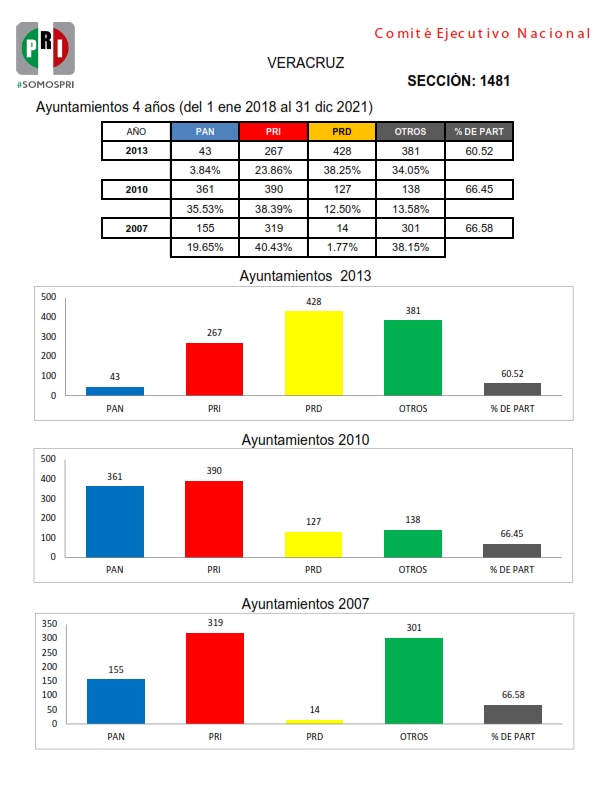 Comité Ejecutivo Nacional
PRI
#SOMOSPRI
VERACRUZ
SECCIÓN: 1481
Ayuntamientos 4 años (del 1 ene 2018 al 31 dic 2021)
AÑO PAN PRI PRD OTROS % DE PART
2013 43 267 428 381 60.52
3.84% 23.86% 38.25% 34.05%
2010 361 390 127 138 66.45
35.53% 38.39% 12.50% 13.58%
2007 155 319 14 301 66.58
19.65% 40.43% 1.77% 38.15%
Ayuntamientos 2013
500
400
300
200
100
0
43 267 428 381 60.52
PAN PRI PRD OTROS % DE PART
Ayuntamientos 2010
500
400
300
200
100
0
361 390 127 138 66.45
PAN PRI PRD OTROS % DE PART
Ayuntamientos 2007
350
300
250
200
150
100
50
0
155 319 14 301 66.58
PAN PRI PRD OTROS % DE PART